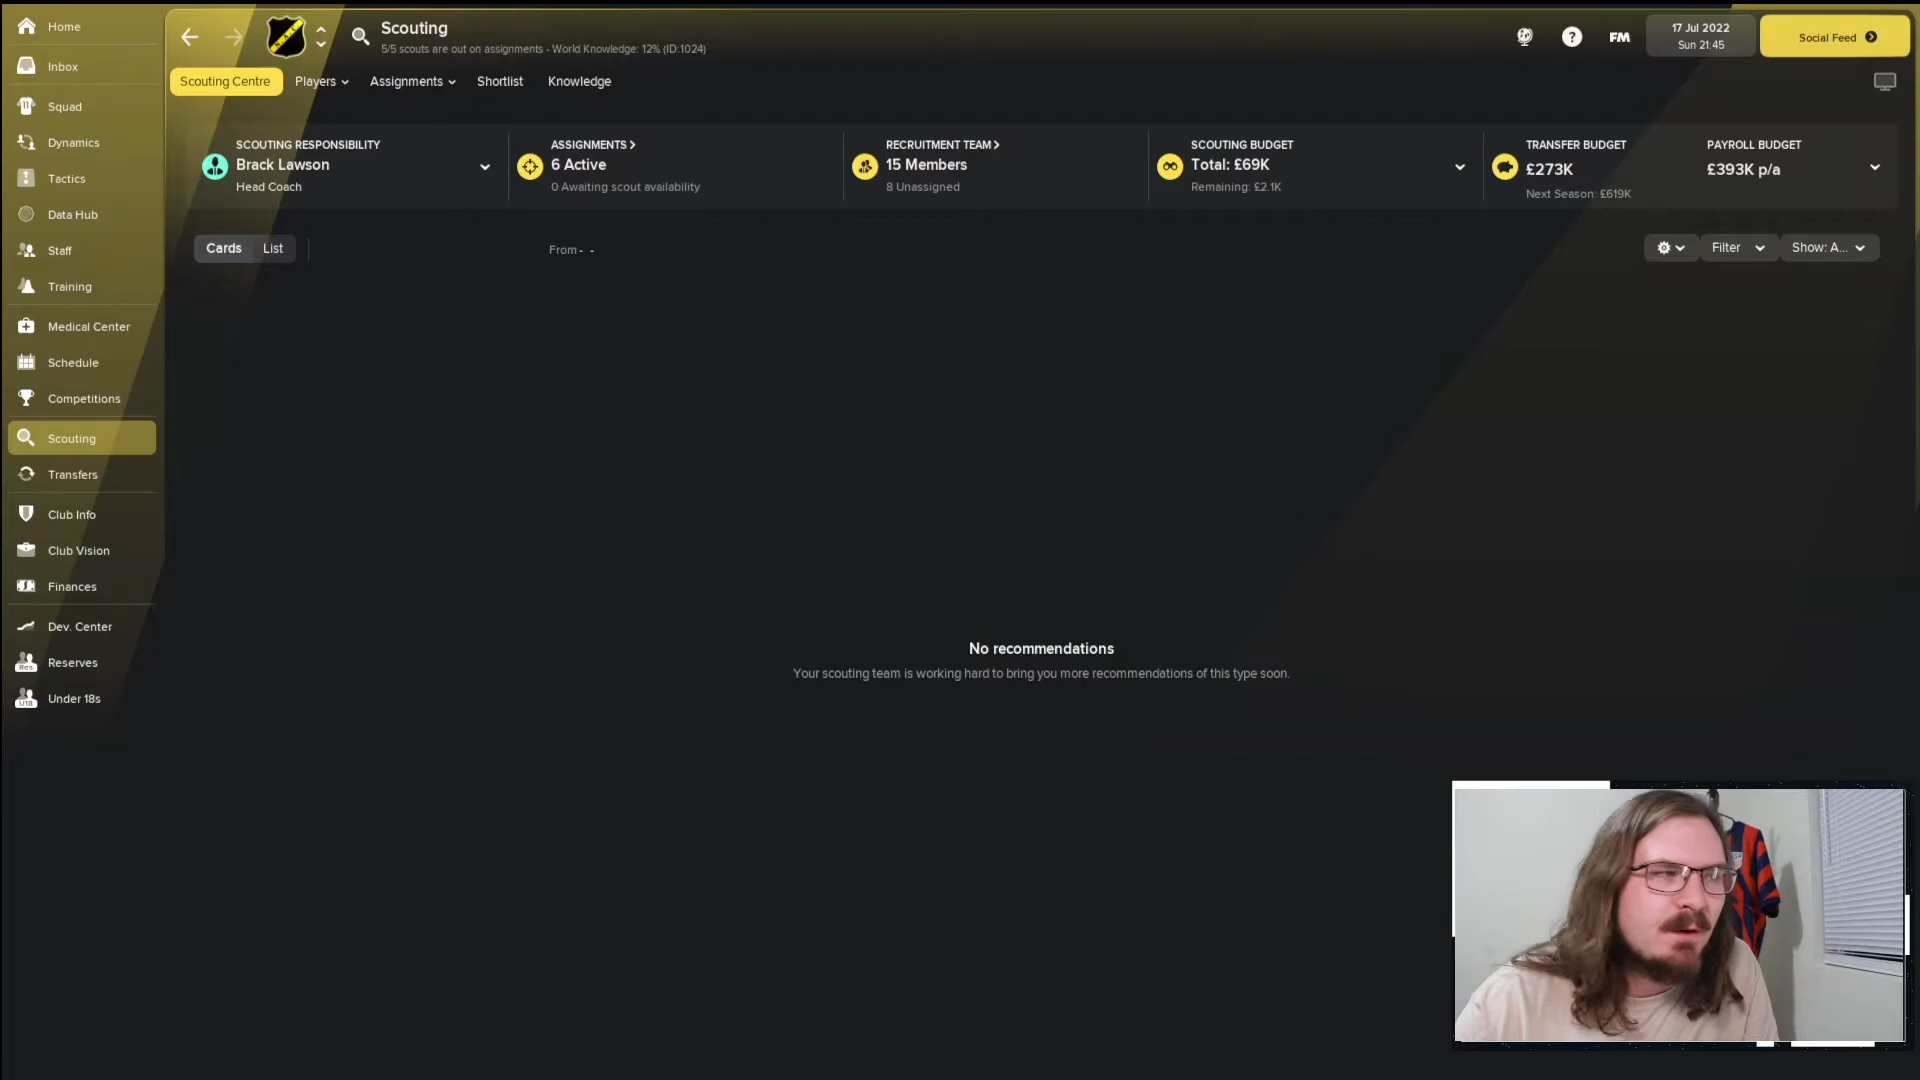 Home
Inbox
Squad
Dynamics
Tactics
Data Hub
Staff
Training
Medical Center
Schedule
Competitions
Scouting
Transfers
Club Info
Club Vision
Finances
Dev. Center
Res
Reserves
U18
Under 18s
NAC
Scouting
5/5 scouts are out on assignments - World Knowledge: 12% (ID:1024)
FM
17 Jul 2022
Sun 21:45
Social Feed
Scouting Centre
Players
Assignments
Shortlist
Knowledge
SCOUTING RESPONSIBILITY
Brack Lawson
Head Coach
ASSIGNMENTS
6 Active
0 Awaiting scout availability
RECRUITMENT TEAM
15 Members
8 Unassigned
SCOUTING BUDGET
Total: £69K
Remaining: £2.1K
TRANSFER BUDGET
£273K
Next Season: £619K
PAYROLL BUDGET
£393K p/a
Cards
List
From - -
Filter
Show: A...
No recommendations
Your scouting team is working hard to bring you more recommendations of this type soon.